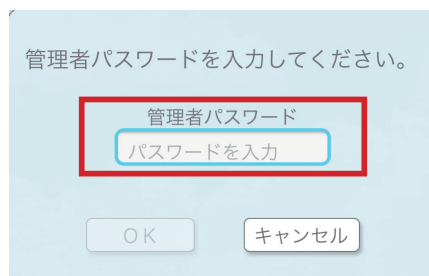 管理者パスワードを入力してください。
管理者パスワード
パスワードを入力
ＯＫ
キャンセル